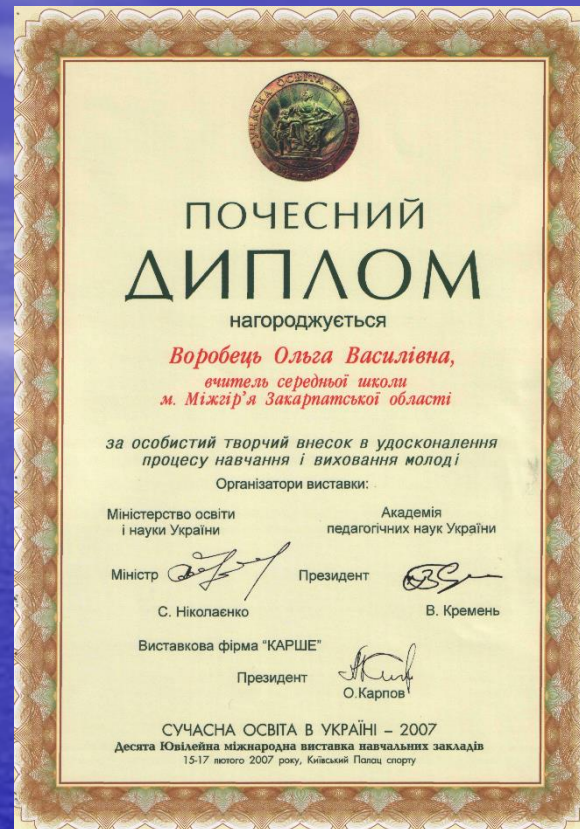 СУЧАСНА ОСВІТА В УКРАЇНІ
ПОЧЕСНИЙ
ДИПЛОМ
нагороджується
Воробець Ольга Василівна,
вчитель середньої школи
м. Міжгір’я Закарпатської області
за особистий творчий внесок в удосконалення
процесу навчання і виховання молоді
Організатори виставки:
Міністерство освіти
і науки України
Академія
педагогічних наук України
Міністр
Президент
С. Ніколаєнко
В. Кремень
Виставкова фірма "КАРШЕ"
Президент
О.Карпов
СУЧАСНА ОСВІТА В УКРАЇНІ – 2007
Десята Ювілейна міжнародна виставка навчальних закладів
15-17 лютого 2007 року, Київський Палац спорту